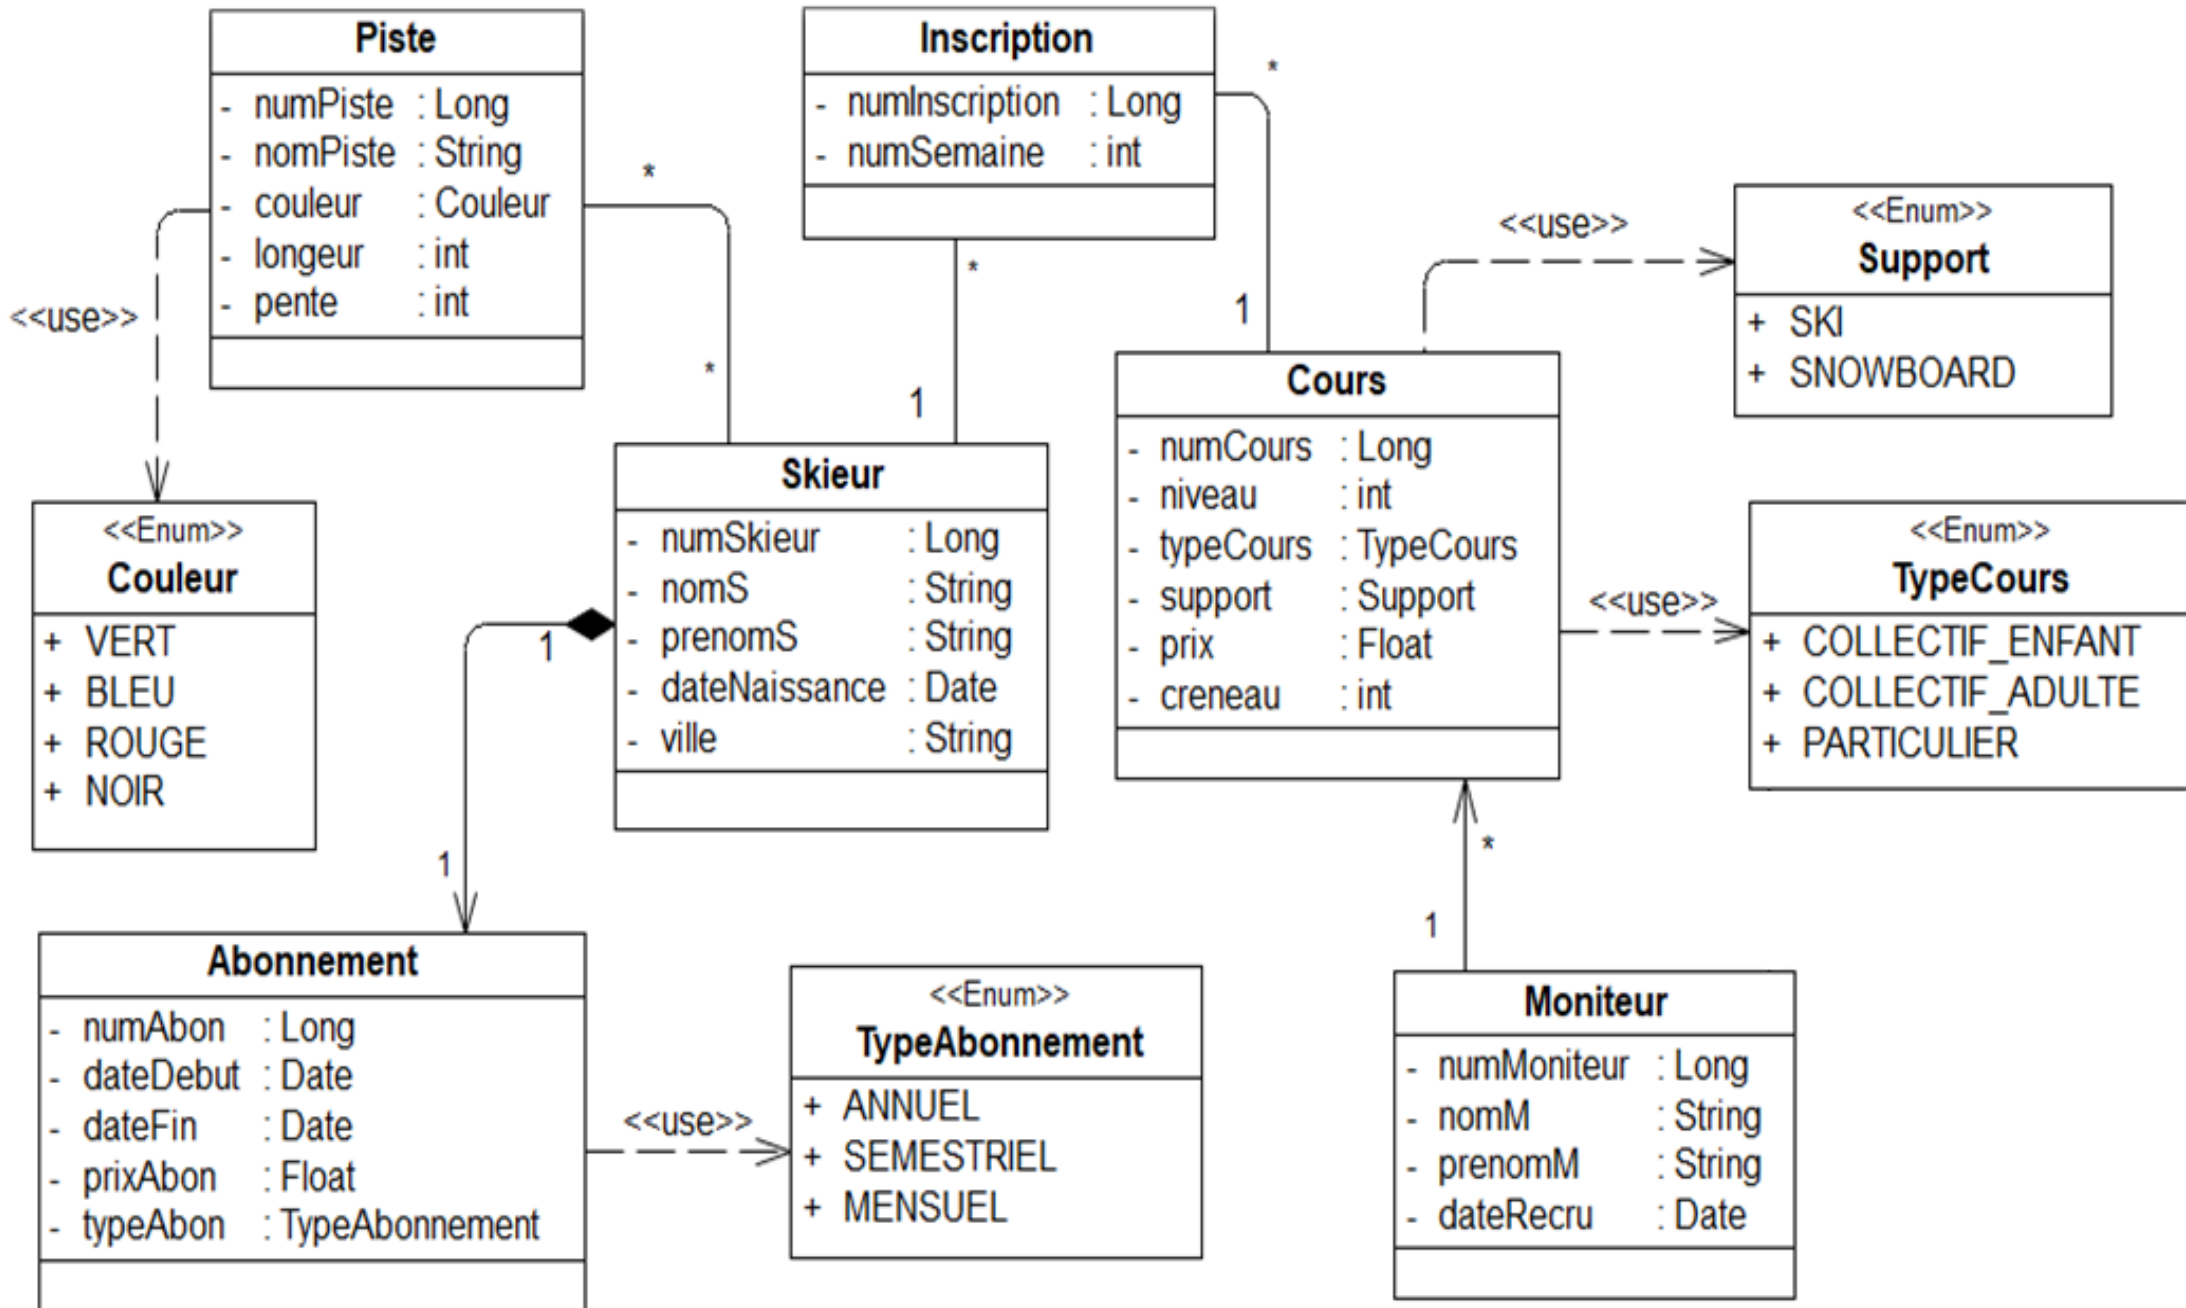 Piste
- numPiste : Long
- nomPiste : String
- couleur : Couleur
- longeur : int
- pente : int
Inscription
- numInscription : Long
- numSemaine : int
*
*
*
*
1
1
<<use>>
<<use>>
<<Enum>>
Support
+ SKI
+ SNOWBOARD
Cours
- numCours : Long
- niveau : int
- typeCours : TypeCours
- support : Support
- prix : Float
- creneau : int
Skieur
- numSkieur : Long
- nomS : String
- prenomS : String
- dateNaissance : Date
- ville : String
<<Enum>>
Couleur
+ VERT
+ BLEU
+ ROUGE
+ NOIR
<<use>>
<<Enum>>
TypeCours
+ COLLECTIF_ENFANT
+ COLLECTIF_ADULTE
+ PARTICULIER
1
1
*
1
Abonnement
- numAbon : Long
- dateDebut : Date
- dateFin : Date
- prixAbon : Float
- typeAbon : TypeAbonnement
<<use>>
<<Enum>>
TypeAbonnement
+ ANNUEL
+ SEMESTRIEL
+ MENSUEL
Moniteur
- numMoniteur : Long
- nomM : String
- prenomM : String
- dateRecru : Date